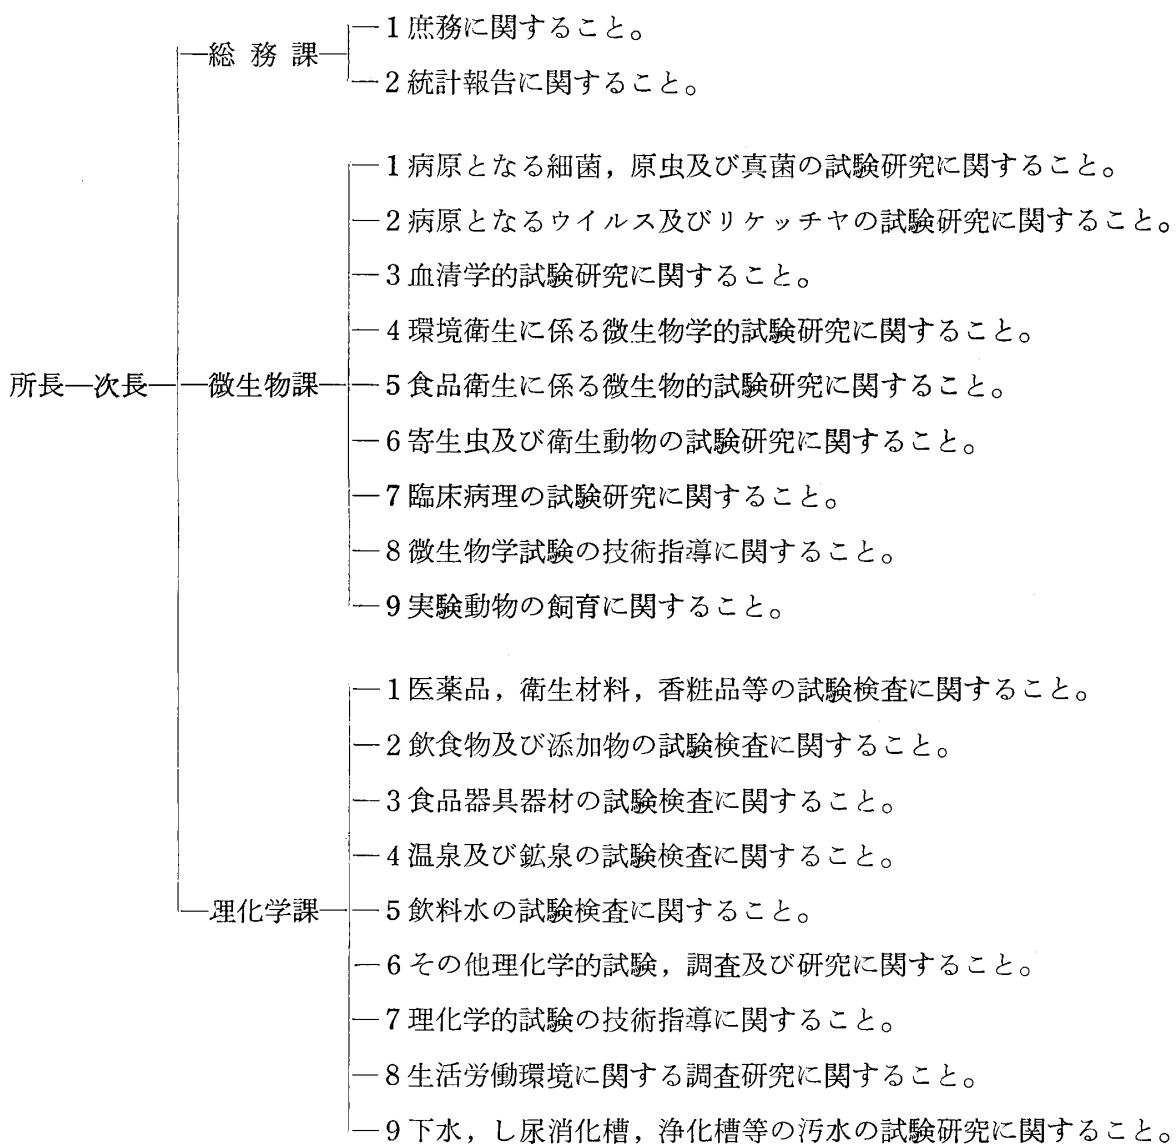 総務課
1 庶務に関すること。
2 統計報告に関すること。
1 病原となる細菌，原虫及び真菌の試験研究に関すること。
2 病原となるウイルス及びリケッチヤの試験研究に関すること。
3 血清学的試験研究に関すること。
4 環境衛生に係る微生物学的試験研究に関すること。
所長―次長
微生物課
5 食品衛生に係る微生物的試験研究に関すること。
6 寄生虫及び衛生動物の試験研究に関すること。
7 臨床病理の試験研究に関すること。
8 微生物学試験の技術指導に関すること。
9 実験動物の飼育に関すること。
1 医薬品，衛生材料，香粧品等の試験検査に関すること。
2 飲食物及び添加物の試験検査に関すること。
3 食品器具器材の試験検査に関すること。
4 温泉及び鉱泉の試験検査に関すること。
理化学課
5 飲料水の試験検査に関すること。
6 その他理化学的試験，調査及び研究に関すること。
7 理化学的試験の技術指導に関すること。
8 生活労働環境に関する調査研究に関すること。
9 下水，し尿消化槽，浄化槽等の汚水の試験研究に関すること。